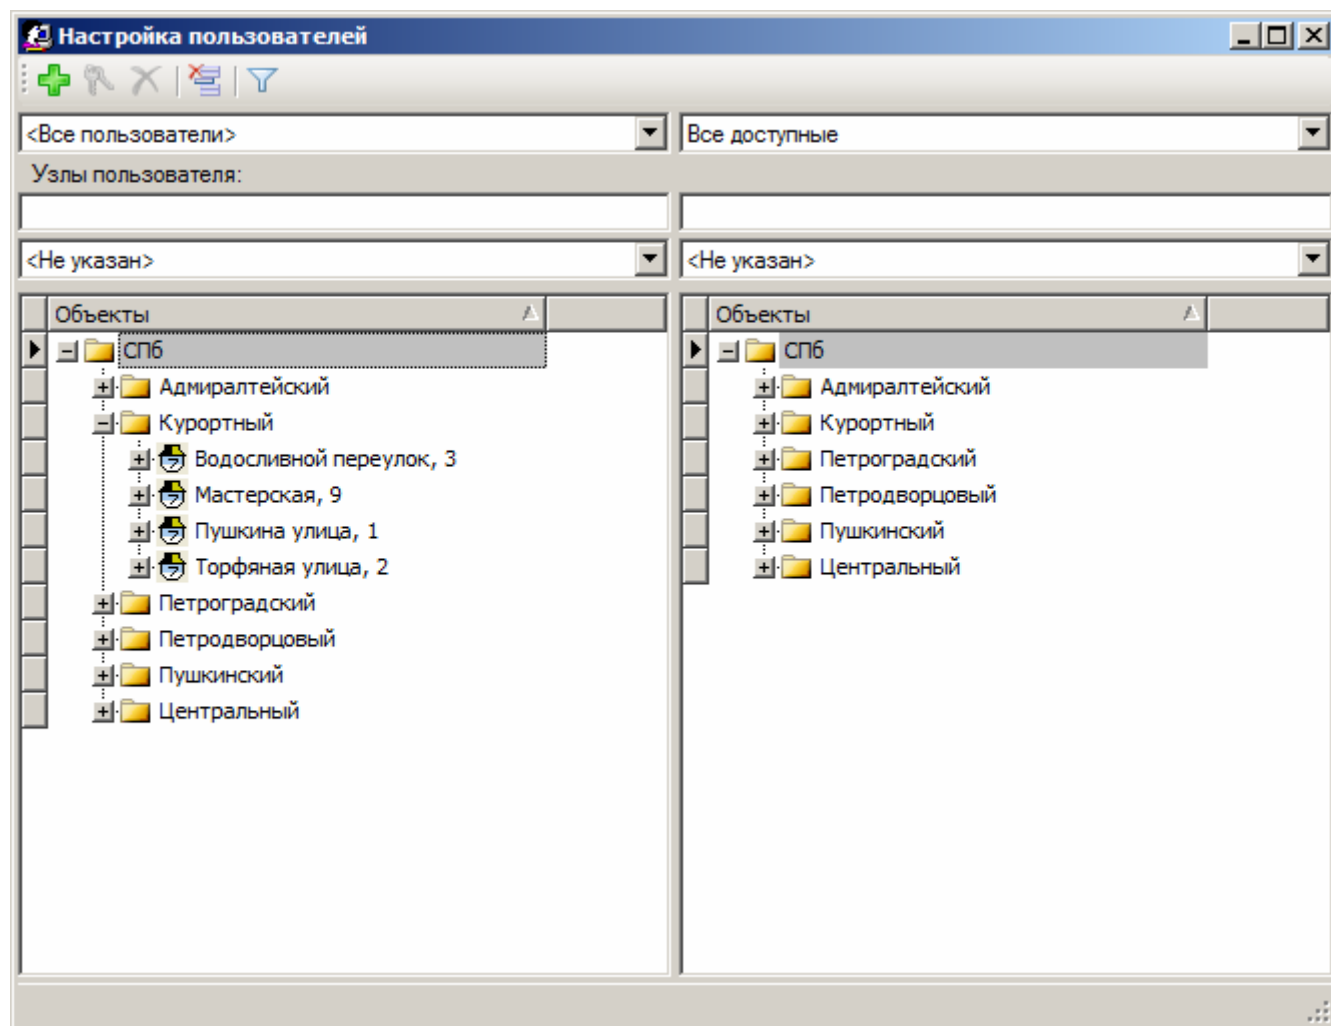 Настройка пользователей
<Все пользователи>
Все доступные
Узлы пользователя:
<Не указан>
<Не указан>
Объекты
СПб
Адмиралтейский
Курортный
Водосливной переулок, 3
Мастерская, 9
Пушкина улица, 1
Торфяная улица, 2
Петроградский
Петродворцовый
Пушкинский
Центральный
Объекты
СПб
Адмиралтейский
Курортный
Петроградский
Петродворцовый
Пушкинский
Центральный